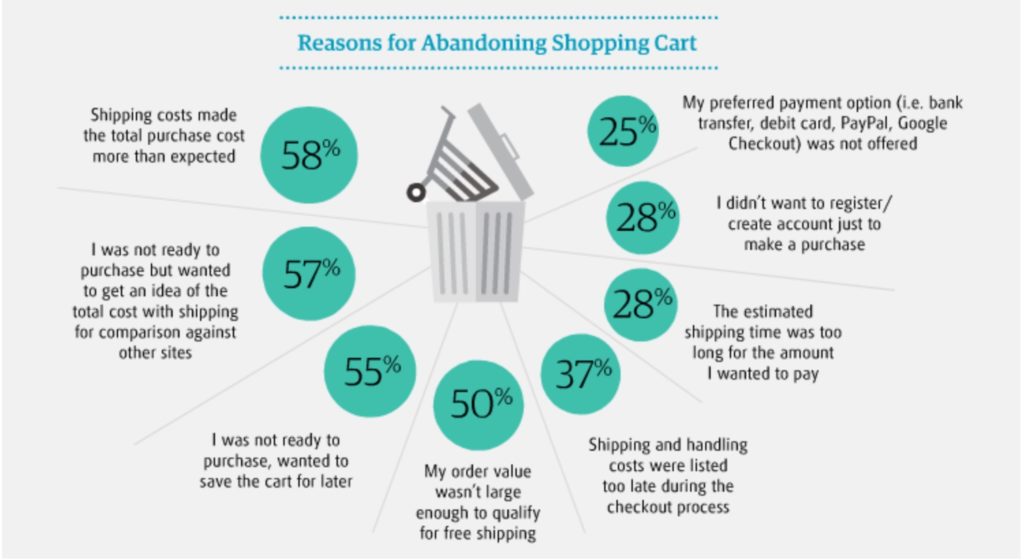 Reasons for Abandoning Shopping Cart
Shipping costs made
the total purchase cost
more than expected
58%
I was not ready to
purchase but wanted
to get an idea of the
total cost with shipping
for comparison against
other sites
57%
55%
I was not ready to
purchase, wanted to
save the cart for later
50%
My order value
wasn't large
enough to qualify
for free shipping
37%
Shipping and handling
costs were listed
too late during the
checkout process
28%
The estimated
shipping time was too
long for the amount
I wanted to pay
28%
I didn't want to register/
create account just to
make a purchase
25%
My preferred payment option (i.e. bank
transfer, debit card, PayPal, Google
Checkout) was not offered